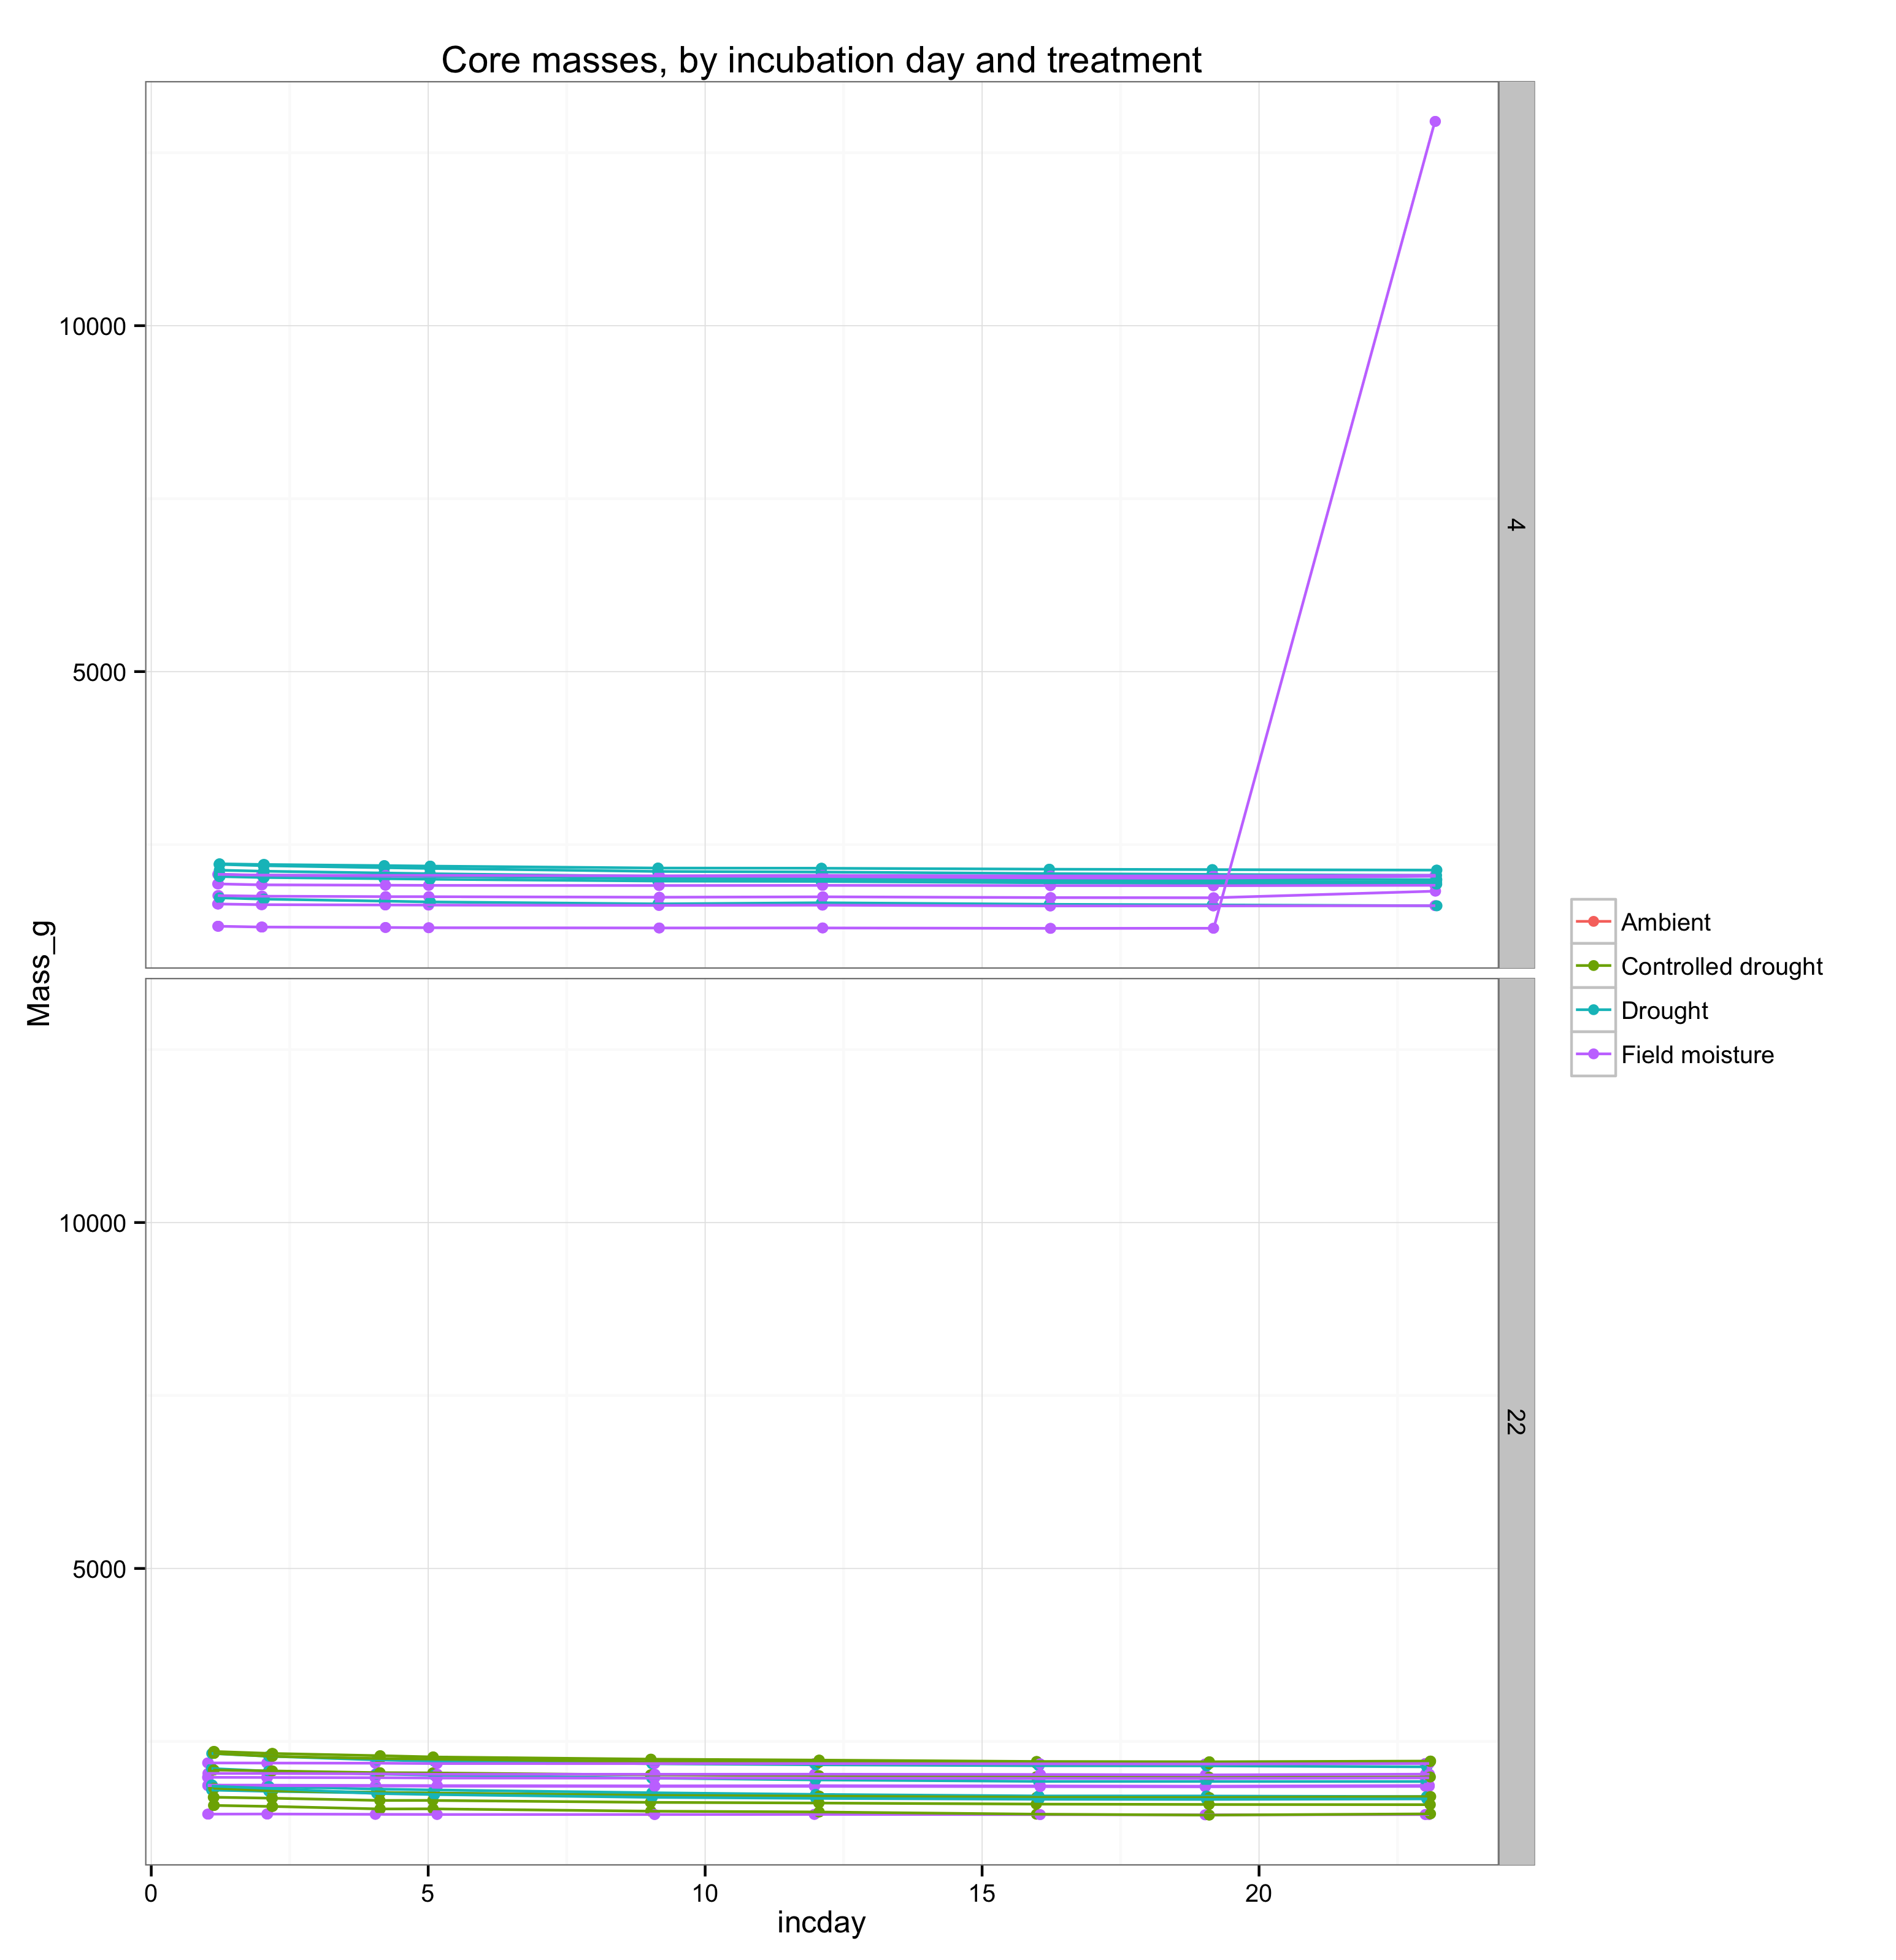 Core masses, by incubation day and treatment
10000
5000
4
Mass_g
10000
5000
22
0 5 10 15 20
incday
Ambient
Controlled drought
Drought
Field moisture